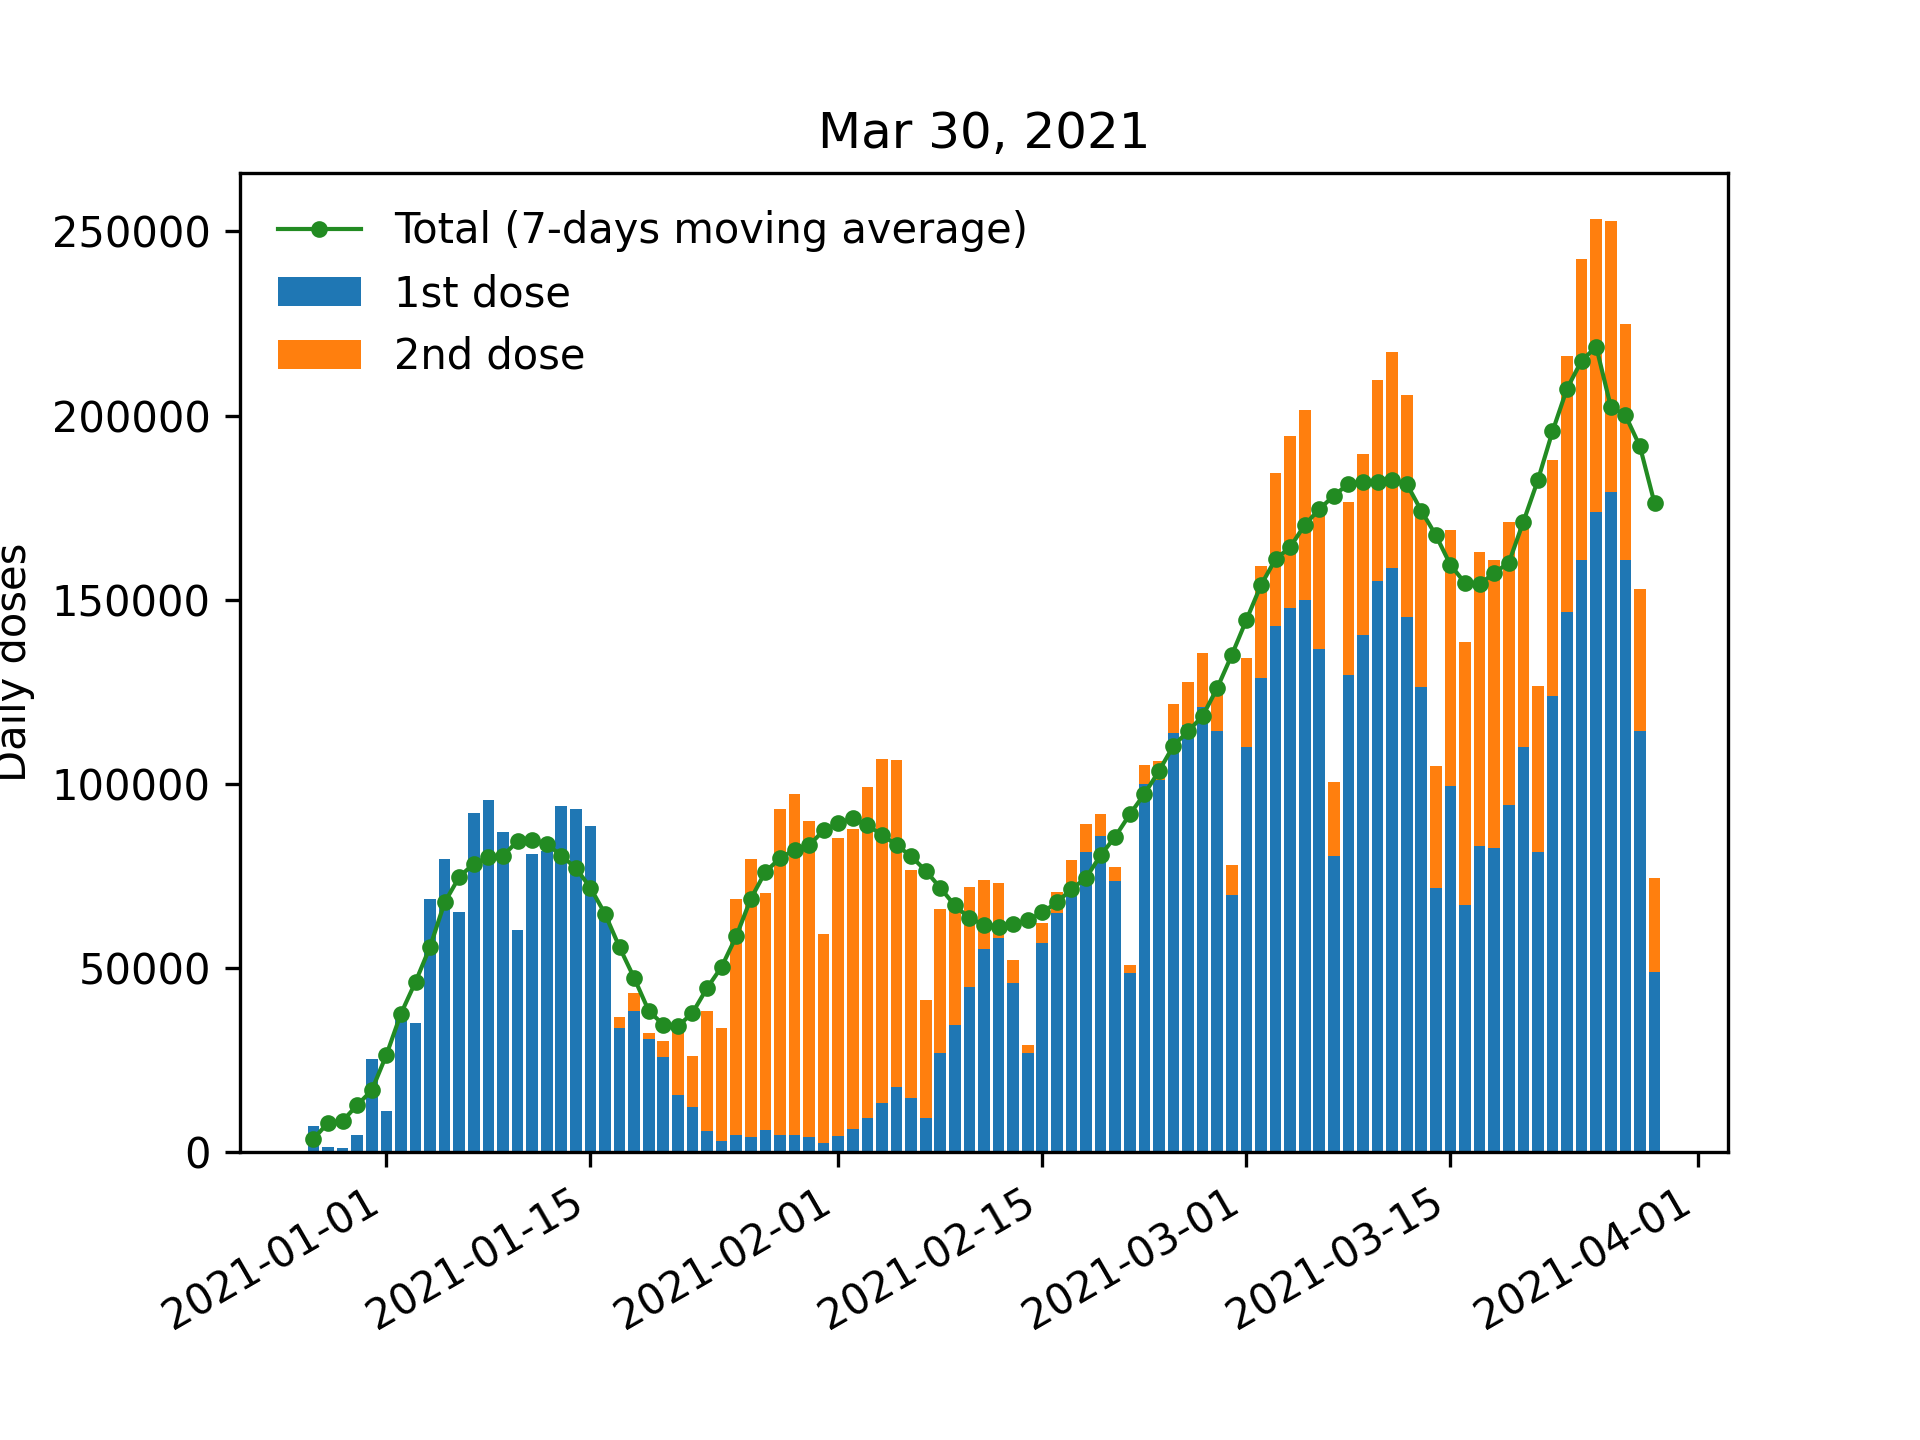 Mar 30, 2021
Total (7-days moving average)
1st dose
2nd dose
Daily doses
250000
200000
150000
100000
50000
0
2021-01-01
2021-01-15
2021-02-01
2021-02-15
2021-03-01
2021-03-15
2021-04-01